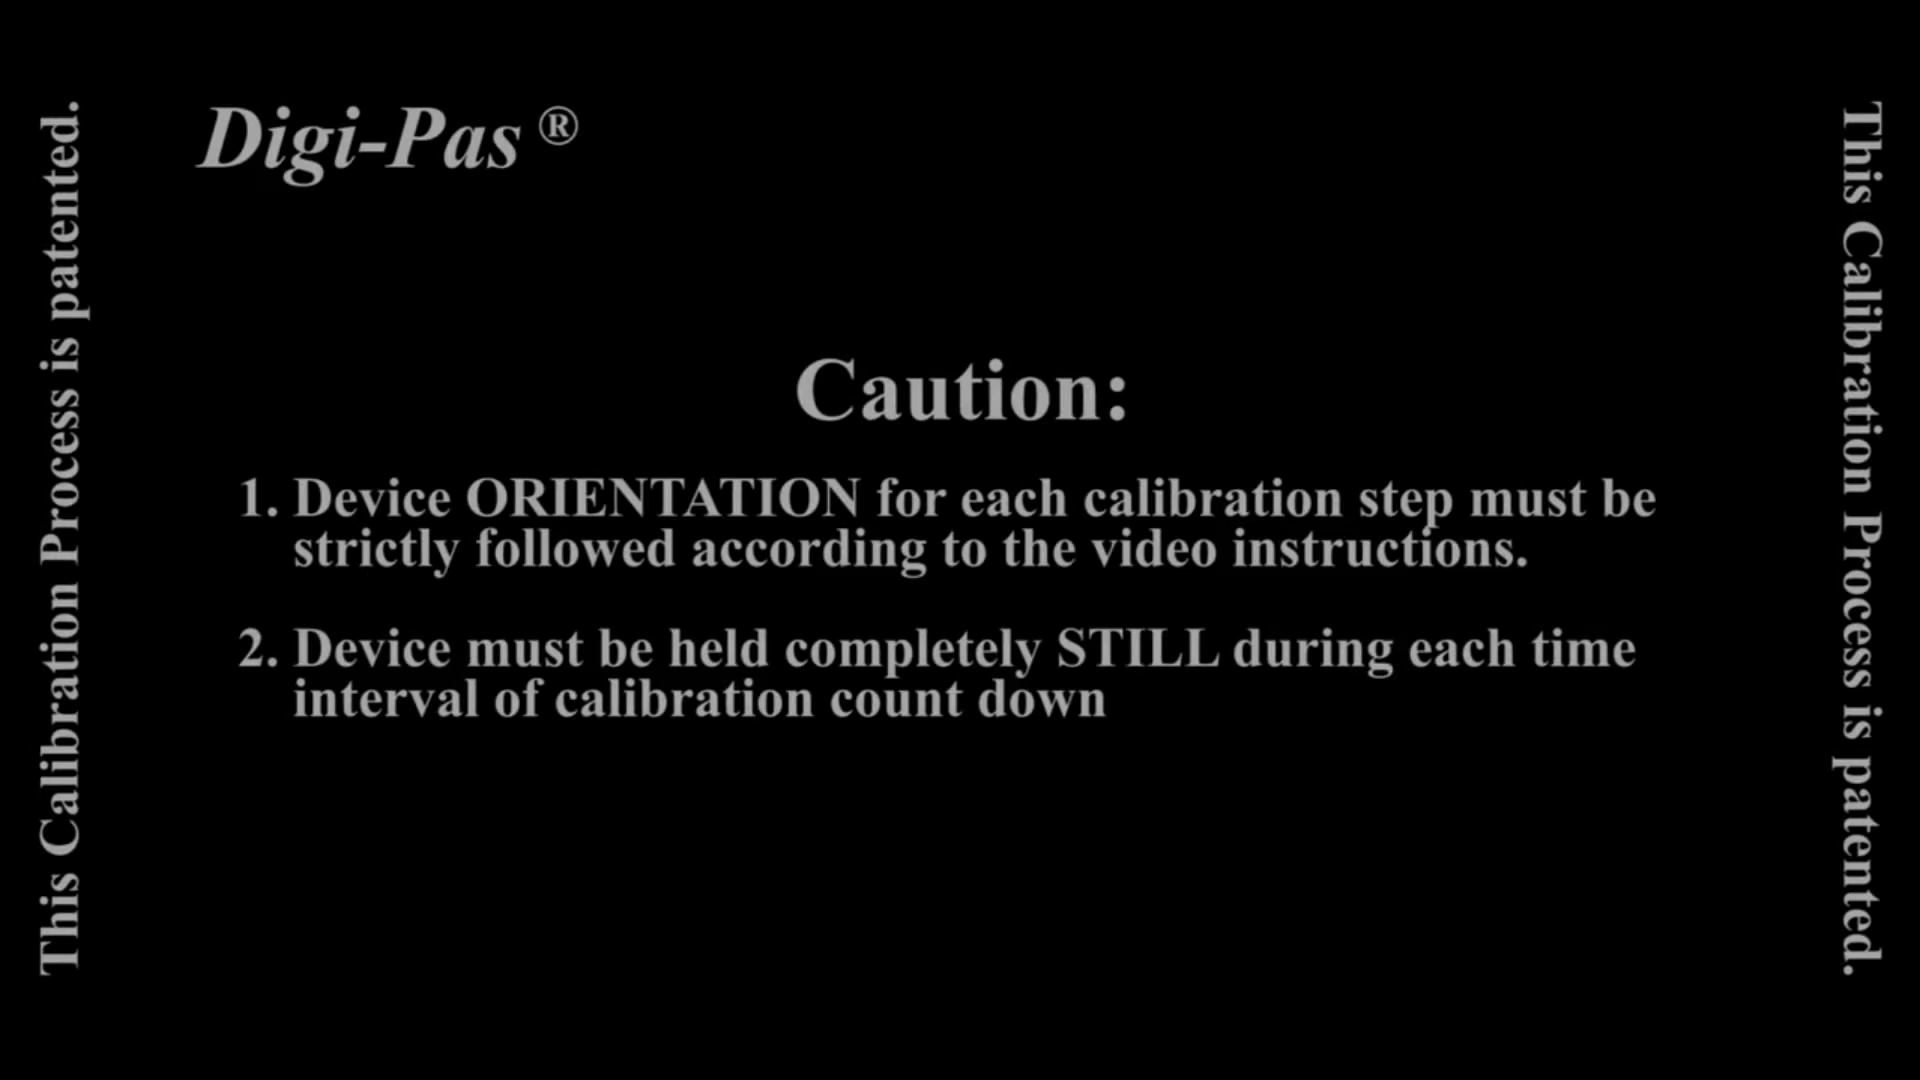 This Calibration Process is patented.
Digi-Pas ®
Caution:
1. Device ORIENTATION for each calibration step must be
strictly followed according to the video instructions.
2. Device must be held completely STILL during each time
interval of calibration count down
This Calibration Process is patented.